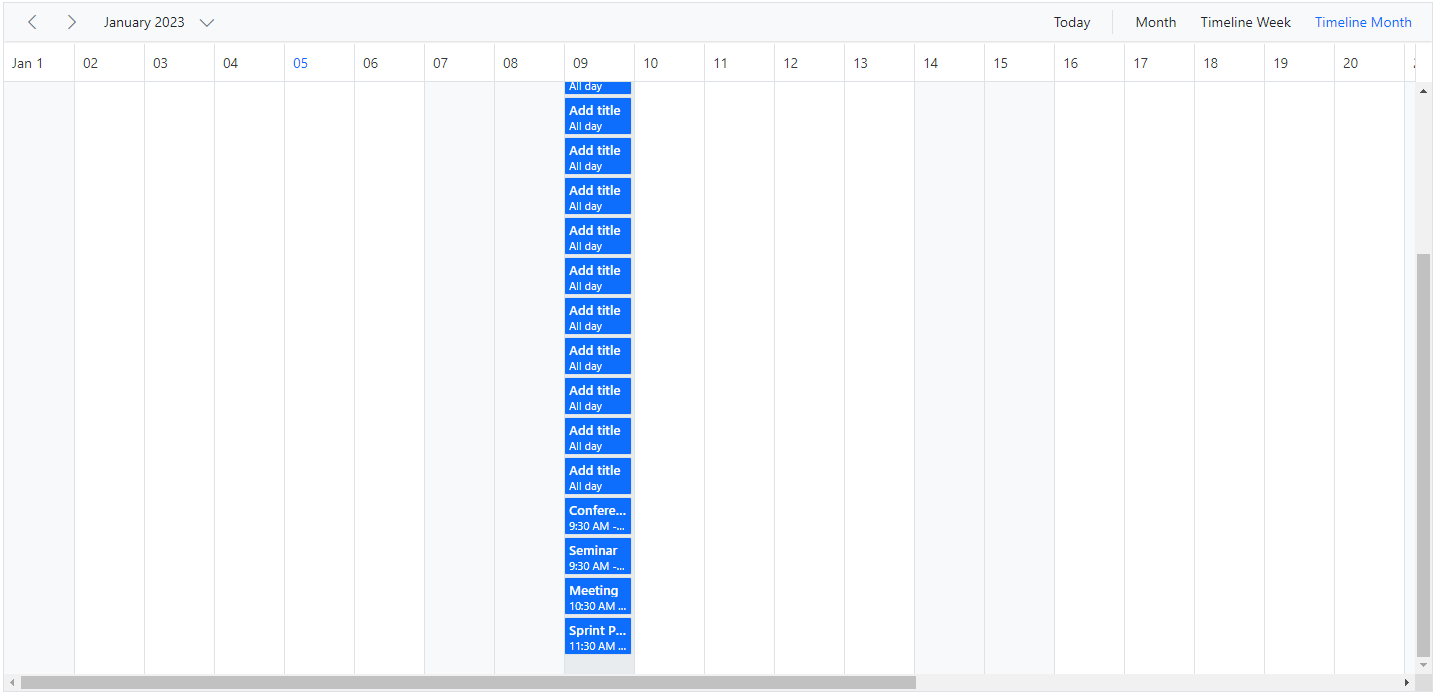 January 2023
Today Month Timeline Week Timeline Month
Jan 1 02 03 04 05 06 07 08 09 10 11 12 13 14 15 16 17 18 19 20
All day
Add title
All day
Add title
All day
Add title
All day
Add title
All day
Add title
All day
Add title
All day
Add title
All day
Add title
All day
Add title
All day
Add title
All day
Confere...
9:30 AM -...
Seminar
9:30 AM -...
Meeting
10:30 AM ...
Sprint P...
11:30 AM ...